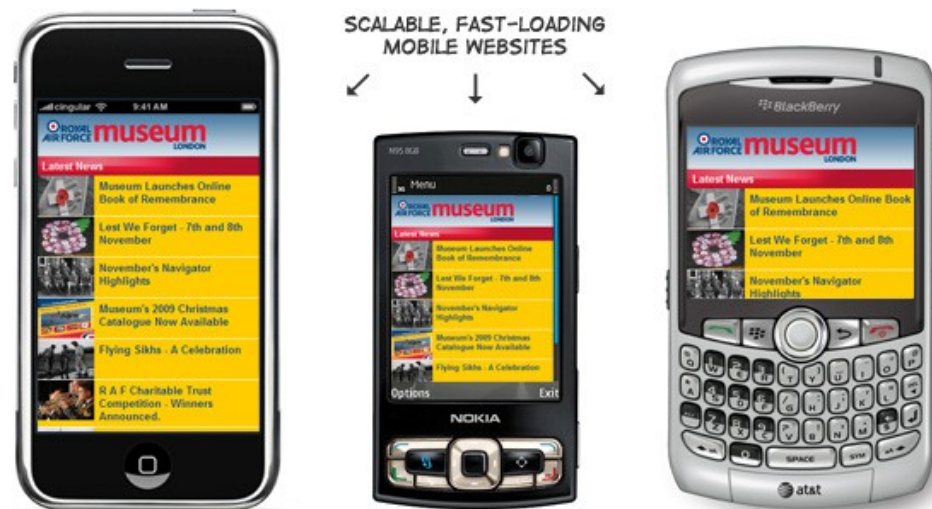 SCALABLE, FAST-LOADING
MOBILE WEBSITES
cingular 9:41 AM
ROYAL
AIR FORCE museum
LONDON
Latest News
Museum Launches Online
Book of Remembrance
Lest We Forget - 7th and 8th
November
November's Navigator
Highlights
Museum's 2009 Christmas
Catalogue Now Available
Flying Sikhs - A Celebration
R A F Charitable Trust
Competition - Winners
Announced.
N95 8GB
Menu
ROYAL
AIR FORCE museum
LONDON
Latest News
Museum Launches Online
Book of Remembrance
Lest We Forget - 7th and 8th
November
November's Navigator
Highlights
Museum's 2009 Christmas
Catalogue Now Available
Flying Sikhs - A Celebration
Options Exit
NOKIA
BlackBerry
ROYAL
AIR FORCE museum
LONDON
Latest News
Museum Launches Online Book
of Remembrance
Lest We Forget - 7th and 8th
November
November's Navigator
Highlights
SPACE SYM
at&t